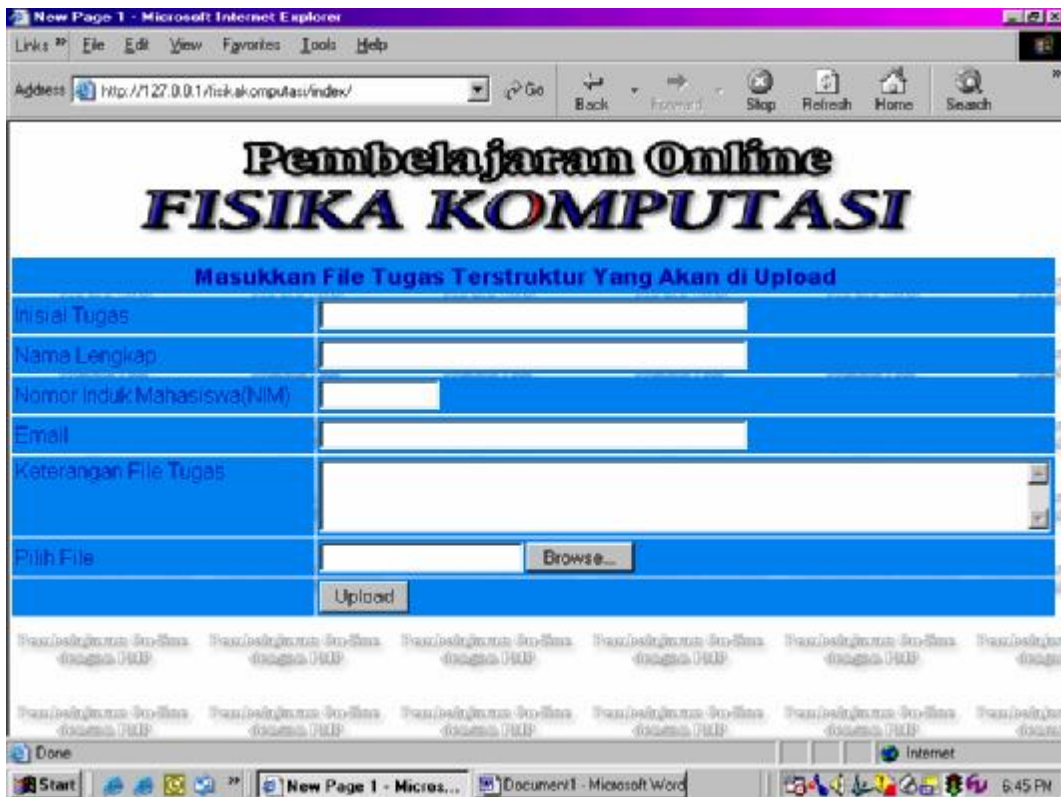 New Page 1 - Microsoft Internet Explorer
Links » File Edit View Favorites Tools Help
Address http://127.0.0.1/fisikakomputasi/index/ Go Back Forward Stop Refresh Home Search »
Pembelajaran Online
FISIKA KOMPUTASI
Masukkan File Tugas Terstruktur Yang Akan di Upload
Inisial Tugas
Nama Lengkap
Nomor Induk Mahasiswa(NIM)
Email
Keterangan File Tugas
Pilih File Browse...
Upload
Done Internet
Start » New Page 1 - Micros... Document1 - Microsoft Word 6:45 PM